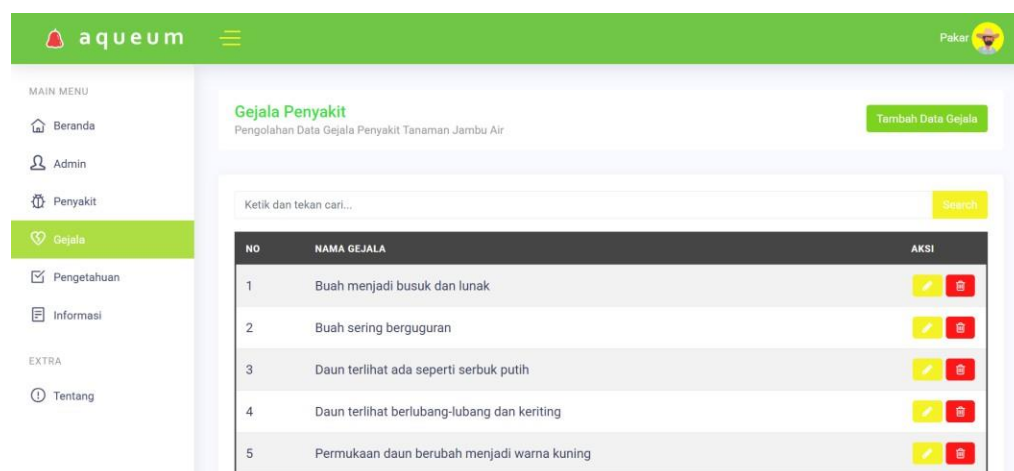 aqueum
Pakar
MAIN MENU
Beranda
Admin
Penyakit
Gejala
Pengetahuan
Informasi
EXTRA
Tentang
Gejala Penyakit
Pengolahan Data Gejala Penyakit Tanaman Jambu Air
Tambah Data Gejala
Ketik dan tekan cari...
Search
NO NAMA GEJALA AKSI
1 Buah menjadi busuk dan lunak
2 Buah sering berguguran
3 Daun terlihat ada seperti serbuk putih
4 Daun terlihat berlubang-lubang dan keriting
5 Permukaan daun berubah menjadi warna kuning